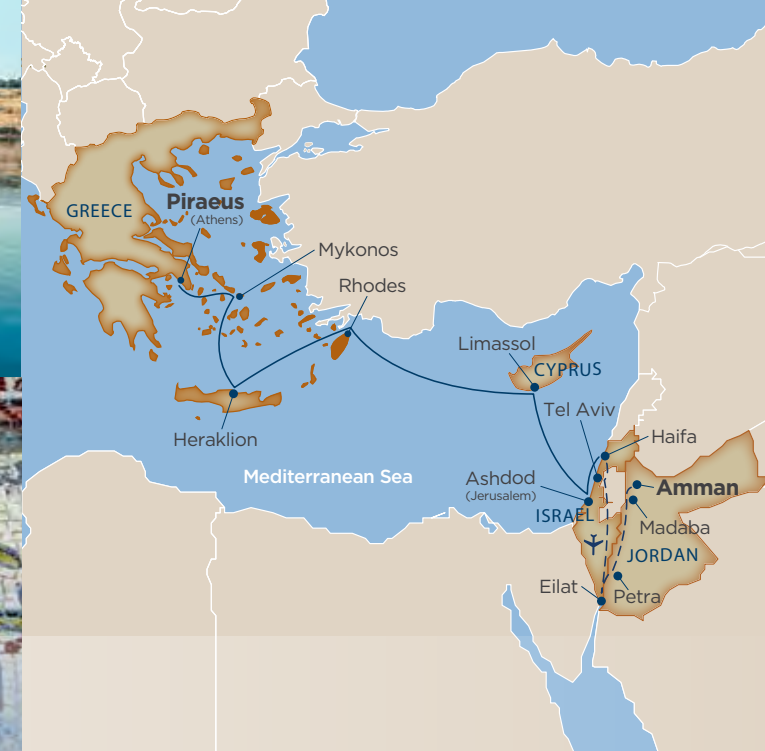 GREECE
Piraeus
(Athens)
Mykonos
Rhodes
Limassol
CYPRUS
Tel Aviv
Haifa
Heraklion
Mediterranean Sea
Ashdod
(Jerusalem)
Amman
ISRAEL
Madaba
JORDAN
Eilat
Petra